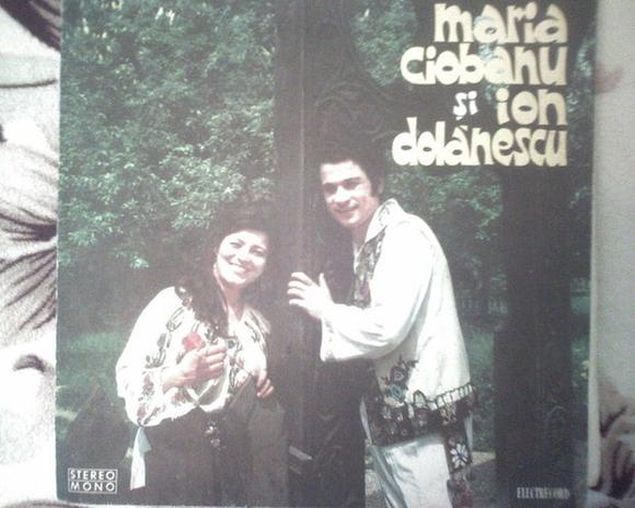 maria
ciobanu
și ion
dolănescu
STEREO
MONO
ELECTRECORD